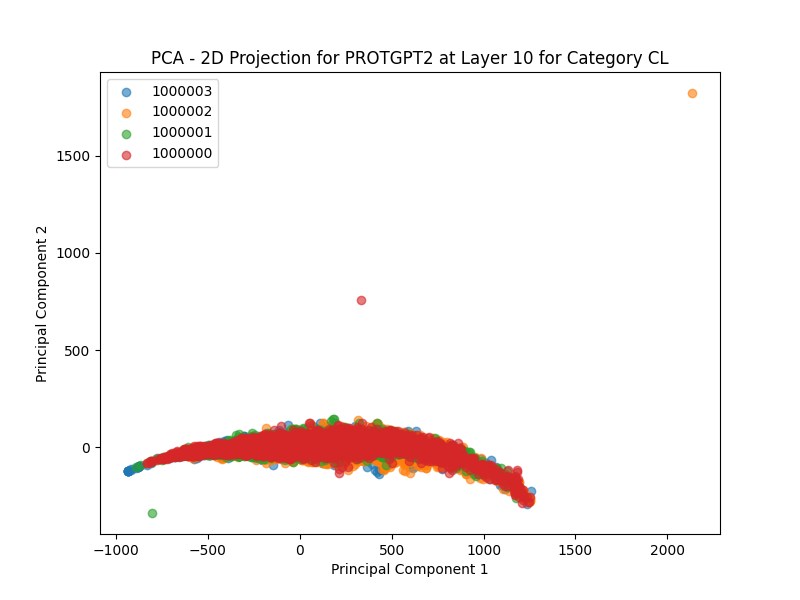 PCA - 2D Projection for PROTGPT2 at Layer 10 for Category CL
1000003
1000002
1000001
1000000
1500
1000
500
0
Principal Component 2
−1000 −500 0 500 1000 1500 2000
Principal Component 1